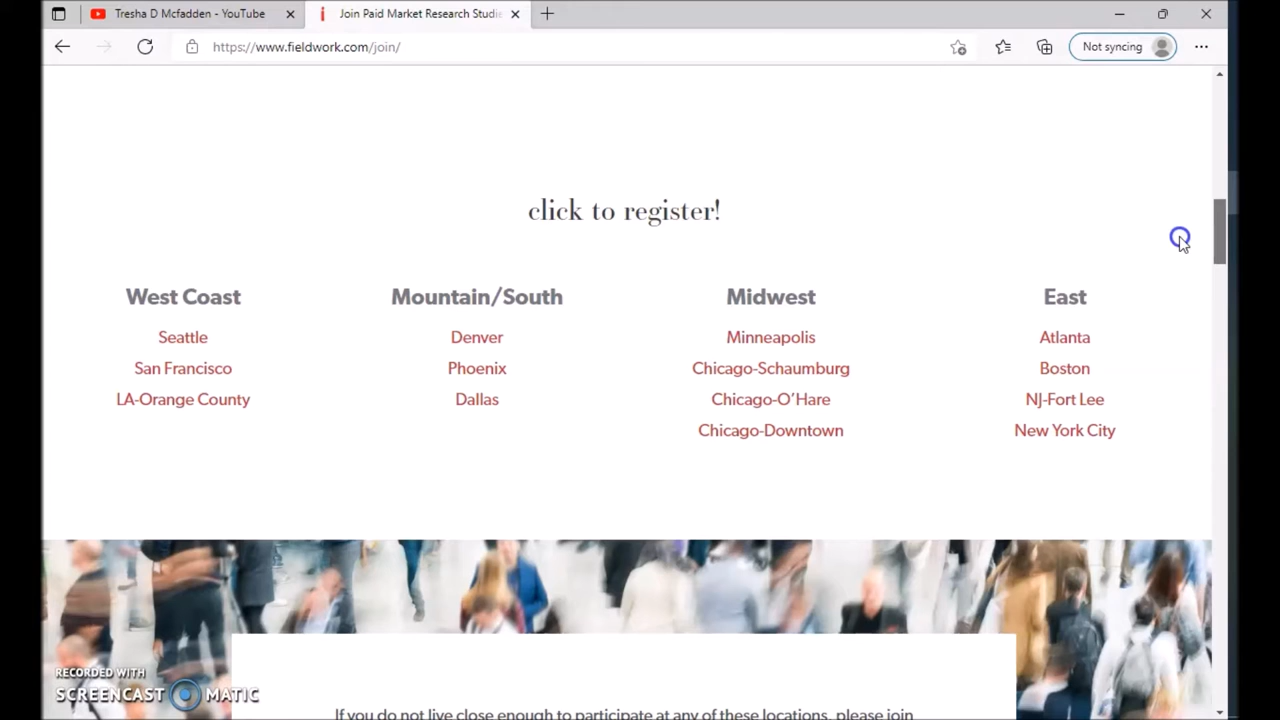 Tresha D Mcfadden - YouTube
Join Paid Market Research Studie
https://www.fieldwork.com/join/
Not syncing
click to register!
West Coast
Seattle
San Francisco
LA-Orange County
Mountain/South
Denver
Phoenix
Dallas
Midwest
Minneapolis
Chicago-Schaumburg
Chicago-O’Hare
Chicago-Downtown
East
Atlanta
Boston
NJ-Fort Lee
New York City
If you do not live close enough to participate at any of these locations, please join
RECORDED WITH
SCREENCAST MATIC